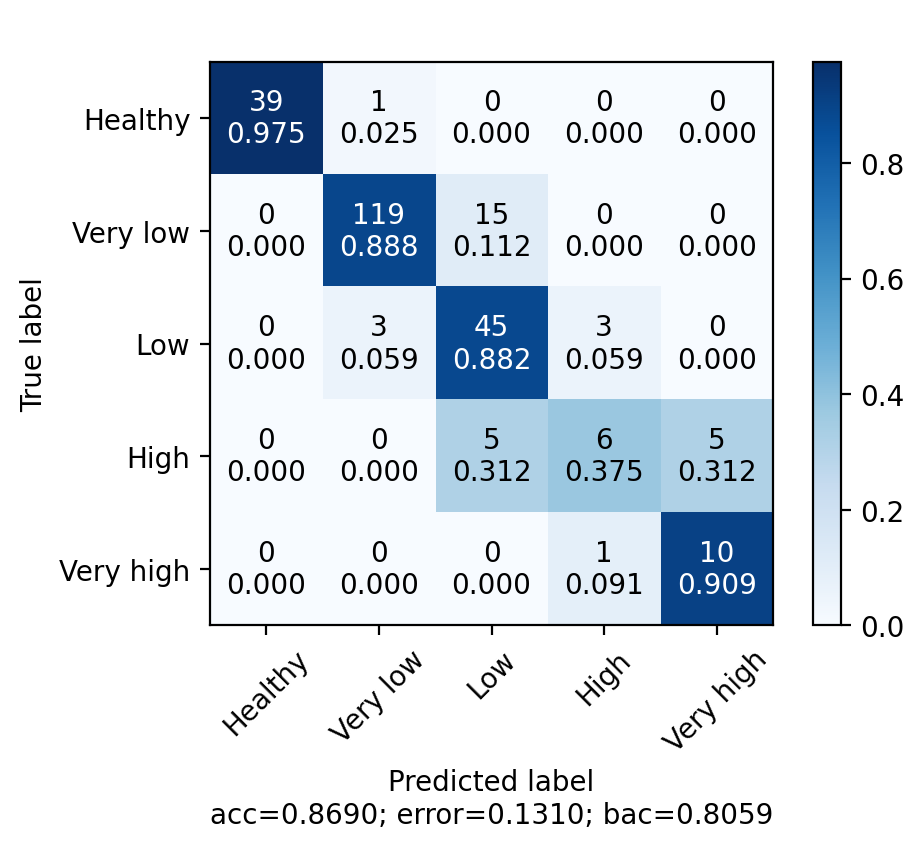 Healthy 39 1 0 0 0
0.975 0.025 0.000 0.000 0.000
Very low 0 119 15 0 0
0.000 0.888 0.112 0.000 0.000
Low 0 3 45 3 0
0.000 0.059 0.882 0.059 0.000
High 0 0 5 6 5
0.000 0.000 0.312 0.375 0.312
Very high 0 0 0 1 10
0.000 0.000 0.000 0.091 0.909
True label
0.8
0.6
0.4
0.2
0.0
Healthy Very low Low High Very high
Predicted label
acc=0.8690; error=0.1310; bac=0.8059